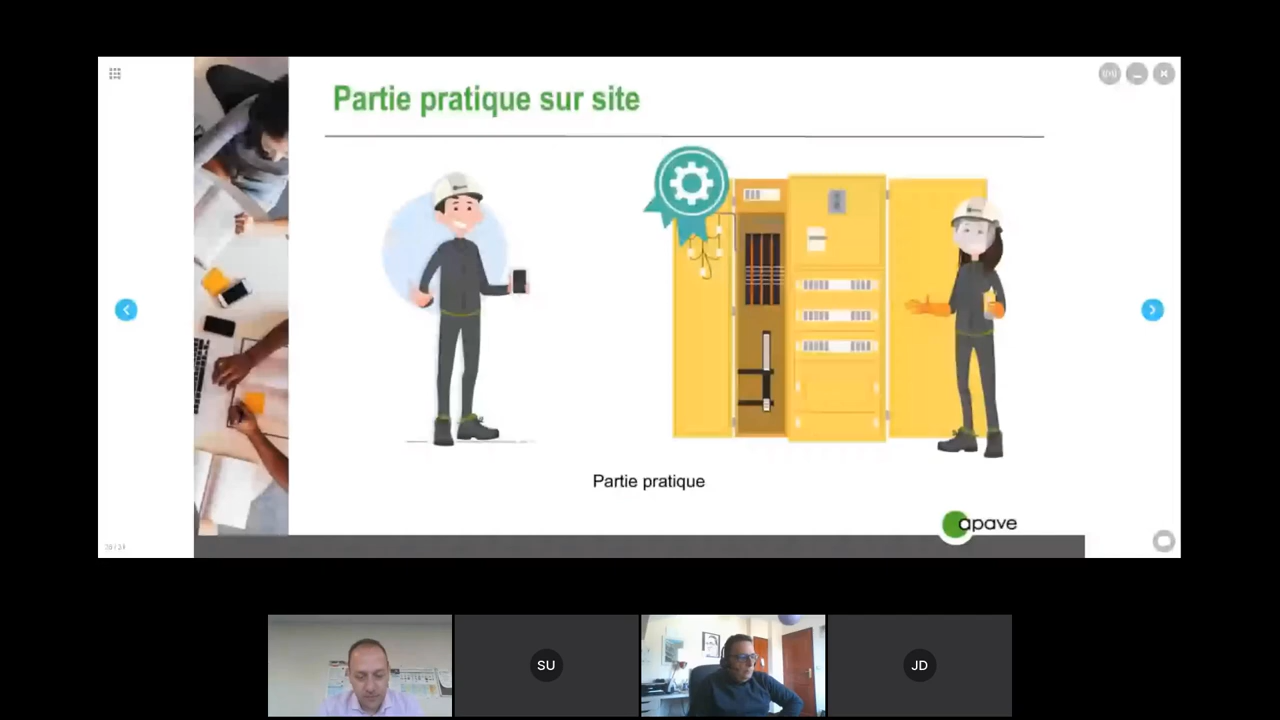 Partie pratique sur site
Partie pratique
apave
SU
JD